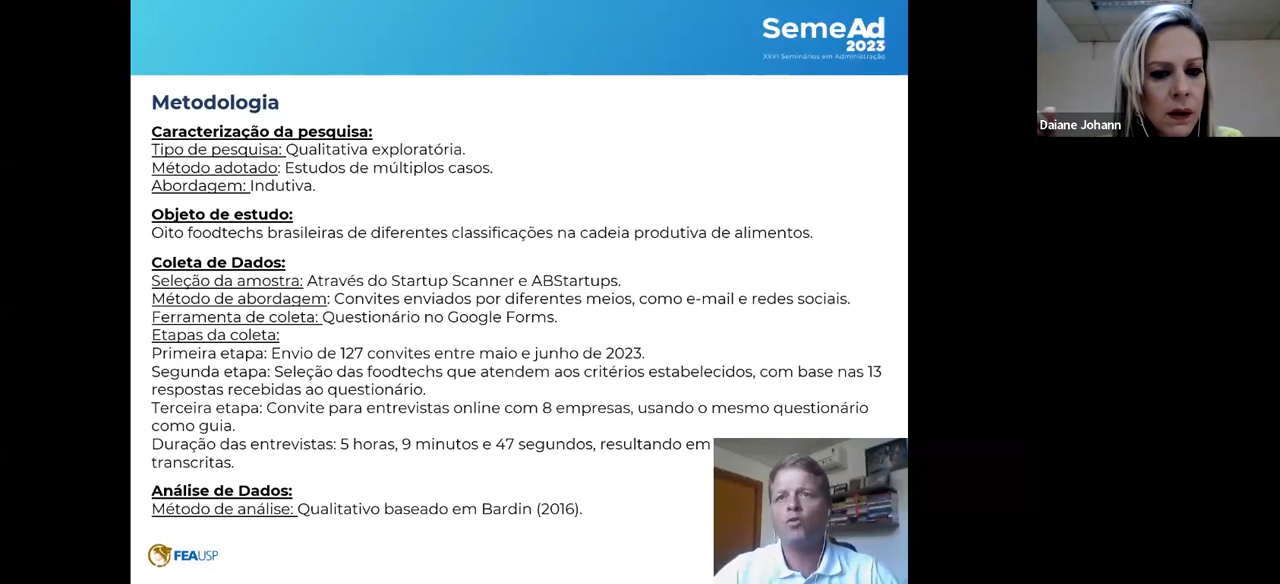 SemeAd
2023
XXVI Seminários em Administração
Daiane Johann
Metodologia
Caracterização da pesquisa:
Tipo de pesquisa: Qualitativa exploratória.
Método adotado: Estudos de múltiplos casos.
Abordagem: Indutiva.
Objeto de estudo:
Oito foodtechs brasileiras de diferentes classificações na cadeia produtiva de alimentos.
Coleta de Dados:
Seleção da amostra: Através do Startup Scanner e ABStartups.
Método de abordagem: Convites enviados por diferentes meios, como e-mail e redes sociais.
Ferramenta de coleta: Questionário no Google Forms.
Etapas da coleta:
Primeira etapa: Envio de 127 convites entre maio e junho de 2023.
Segunda etapa: Seleção das foodtechs que atendem aos critérios estabelecidos, com base nas 13
respostas recebidas ao questionário.
Terceira etapa: Convite para entrevistas online com 8 empresas, usando o mesmo questionário
como guia.
Duração das entrevistas: 5 horas, 9 minutos e 47 segundos, resultando em
transcritas.
Análise de Dados:
Método de análise: Qualitativo baseado em Bardin (2016).
FEAUSP